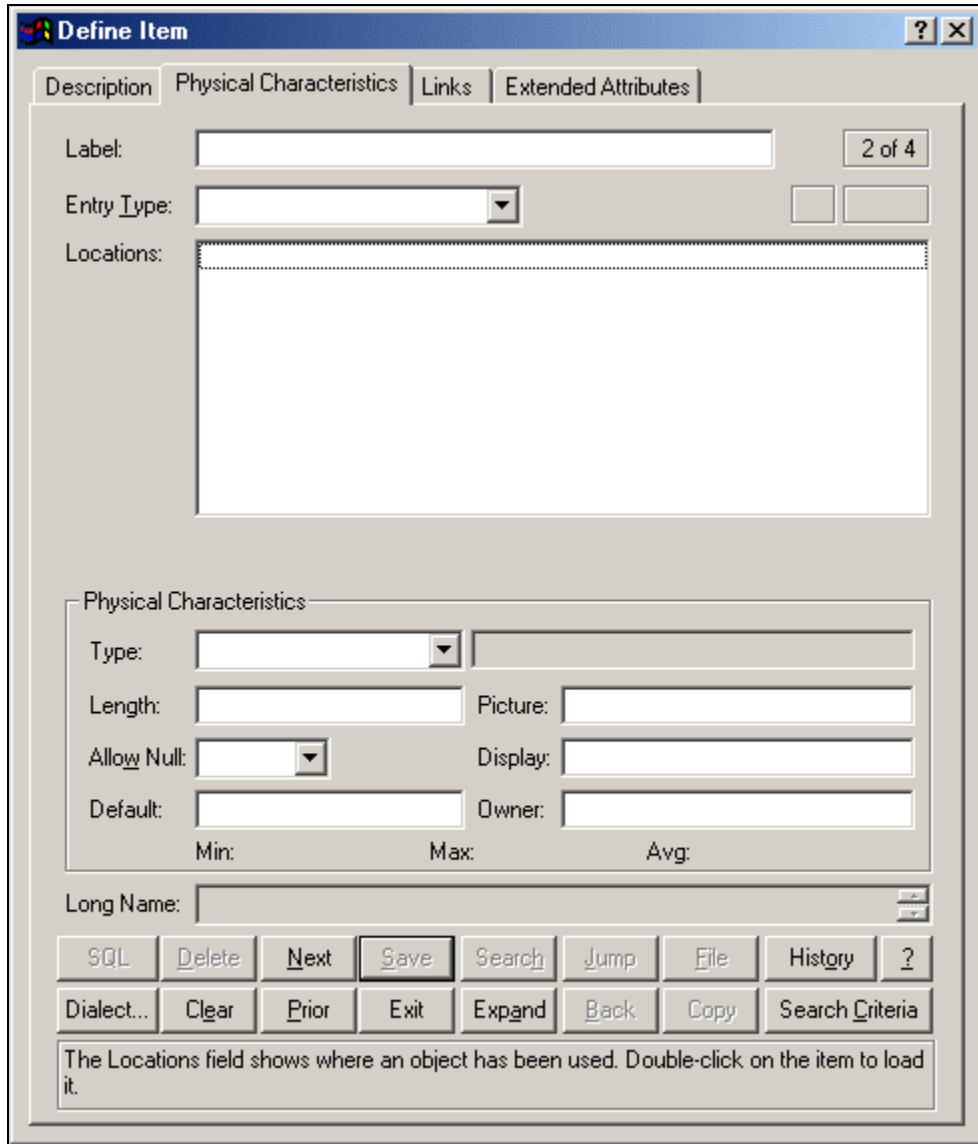 Define Item
Description Physical Characteristics Links Extended Attributes
Label: 2 of 4
Entry Type:
Locations:
Physical Characteristics
Type:
Length: Picture:
Allow Null: Display:
Default: Owner:
Min: Max: Avg:
Long Name:
SQL Delete Next Save Search Jump File History ?
Dialect... Clear Prior Exit Expand Back Copy Search Criteria
The Locations field shows where an object has been used. Double-click on the item to load
it.